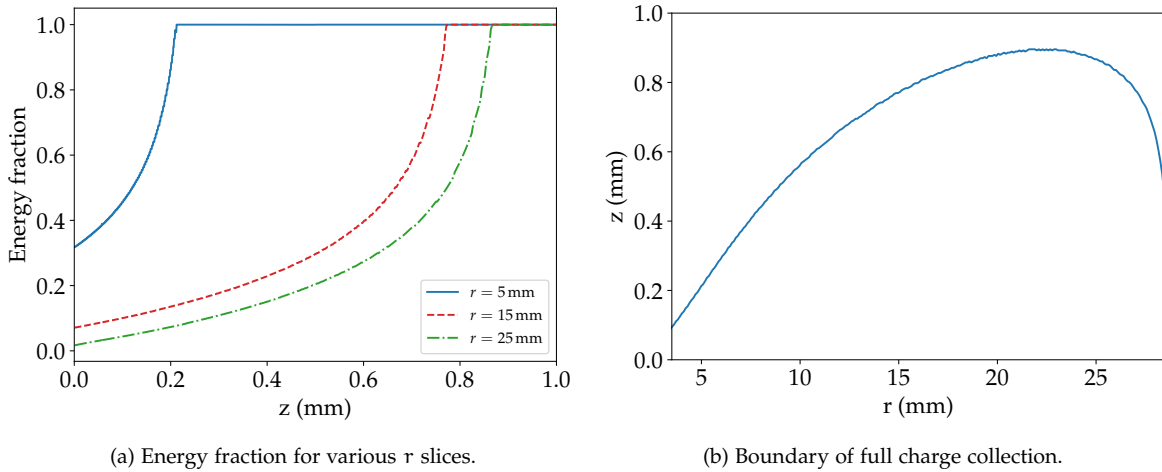 1.0
0.8
0.6
0.4
0.2
0.0
Energy fraction
0.0 0.2 0.4 0.6 0.8 1.0
z (mm)
r = 5 mm
r = 15 mm
r = 25 mm
(a) Energy fraction for various r slices.
1.0
0.8
0.6
0.4
0.2
0.0
z (mm)
5 10 15 20 25
r (mm)
(b) Boundary of full charge collection.